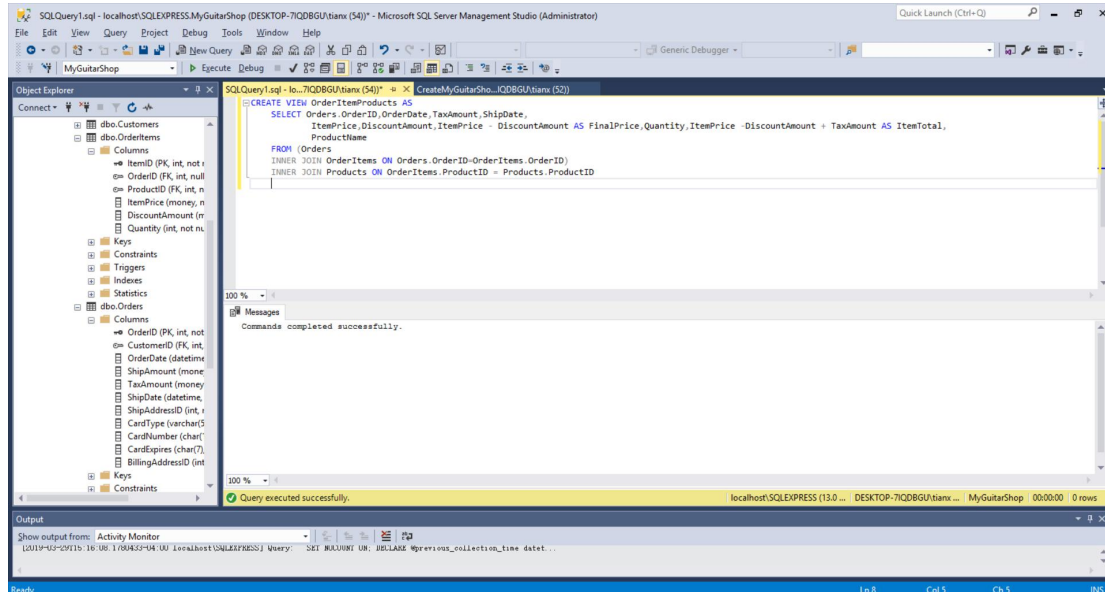 SQLQuery1.sql - localhost\SQLEXPRESS.MyGuitarShop (DESKTOP-7IQDBGU\tianx (54))* - Microsoft SQL Server Management Studio (Administrator)
Quick Launch (Ctrl+Q)
File Edit View Query Project Debug Tools Window Help
New Query
Generic Debugger
MyGuitarShop
Execute Debug
Object Explorer
SQLQuery1.sql - lo...7IQDBGU\tianx (54))*
CreateMyGuitarSho...IQDBGU\tianx (52))
Connect
dbo.Customers
dbo.OrderItems
Columns
ItemID (PK, int, not r
OrderID (FK, int, null
ProductID (FK, int, n
ItemPrice (money, n
DiscountAmount (m
Quantity (int, not nu
Keys
Constraints
Triggers
Indexes
Statistics
dbo.Orders
Columns
OrderID (PK, int, not
CustomerID (FK, int,
OrderDate (datetime
ShipAmount (mone
TaxAmount (money
ShipDate (datetime,
ShipAddressID (int, r
CardType (varchar(5
CardNumber (char(
CardExpires (char(7),
BillingAddressID (int
Keys
Constraints
CREATE VIEW OrderItemProducts AS
SELECT Orders.OrderID,OrderDate,TaxAmount,ShipDate,
ItemPrice,DiscountAmount,ItemPrice - DiscountAmount AS FinalPrice,Quantity,ItemPrice -DiscountAmount + TaxAmount AS ItemTotal,
ProductName
FROM (Orders
INNER JOIN OrderItems ON Orders.OrderID=OrderItems.OrderID)
INNER JOIN Products ON OrderItems.ProductID = Products.ProductID
100 %
Messages
Commands completed successfully.
100 %
Query executed successfully.
localhost\SQLEXPRESS (13.0 ... DESKTOP-7IQDBGU\tianx ... MyGuitarShop 00:00:00 0 rows
Output
Show output from: Activity Monitor
[2019-03-29T15:16:08.1780433-04:00 localhost\SQLEXPRESS] Query: SET NOCOUNT ON; DECLARE @previous_collection_time datet...
Ready
Ln 8 Col 5 Ch 5 INS